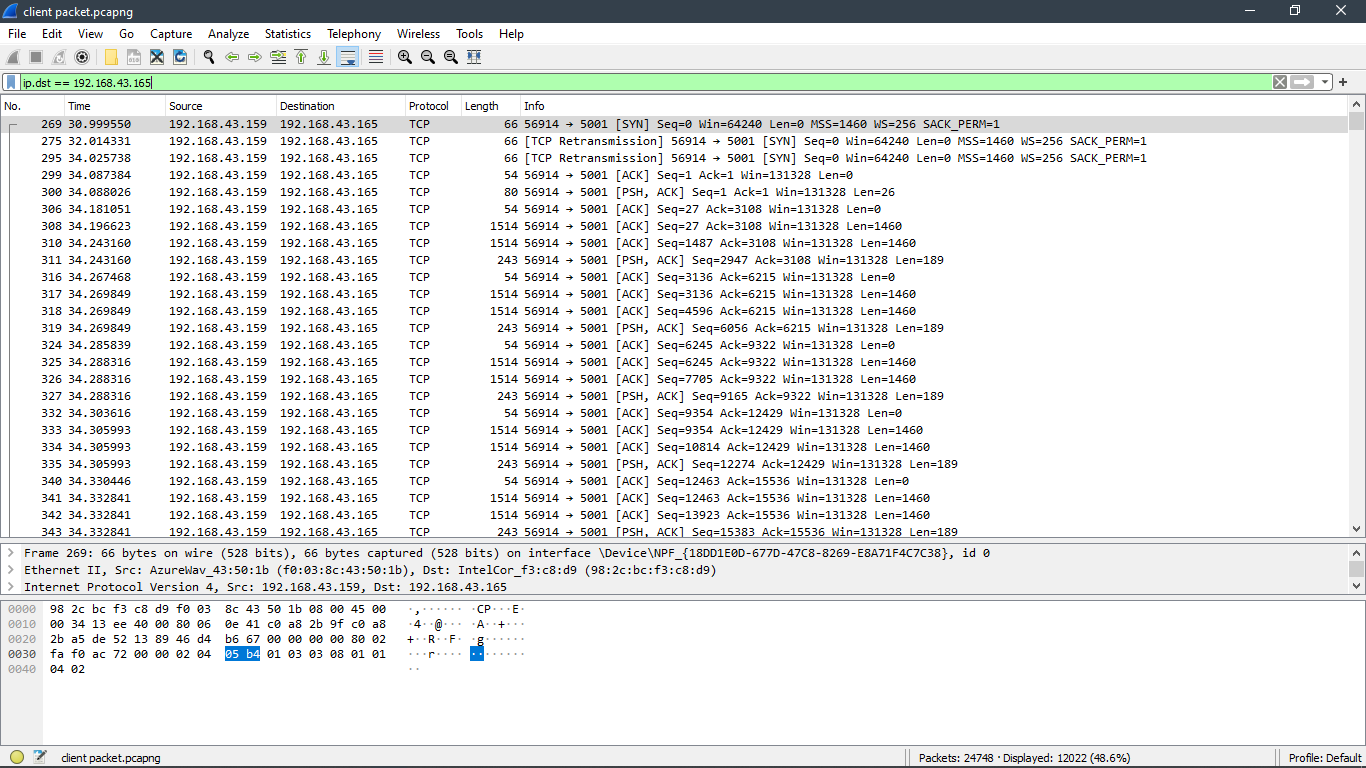 client packet.pcapng
File Edit View Go Capture Analyze Statistics Telephony Wireless Tools Help
ip.dst == 192.168.43.165
No. Time Source Destination Protocol Length Info
269 30.999550 192.168.43.159 192.168.43.165 TCP 66 56914 → 5001 [SYN] Seq=0 Win=64240 Len=0 MSS=1460 WS=256 SACK_PERM=1
275 32.014331 192.168.43.159 192.168.43.165 TCP 66 [TCP Retransmission] 56914 → 5001 [SYN] Seq=0 Win=64240 Len=0 MSS=1460 WS=256 SACK_PERM=1
295 34.025738 192.168.43.159 192.168.43.165 TCP 66 [TCP Retransmission] 56914 → 5001 [SYN] Seq=0 Win=64240 Len=0 MSS=1460 WS=256 SACK_PERM=1
299 34.087384 192.168.43.159 192.168.43.165 TCP 54 56914 → 5001 [ACK] Seq=1 Ack=1 Win=131328 Len=0
300 34.088026 192.168.43.159 192.168.43.165 TCP 80 56914 → 5001 [PSH, ACK] Seq=1 Ack=1 Win=131328 Len=26
306 34.181051 192.168.43.159 192.168.43.165 TCP 54 56914 → 5001 [ACK] Seq=27 Ack=3108 Win=131328 Len=0
308 34.196623 192.168.43.159 192.168.43.165 TCP 1514 56914 → 5001 [ACK] Seq=27 Ack=3108 Win=131328 Len=1460
310 34.243160 192.168.43.159 192.168.43.165 TCP 1514 56914 → 5001 [ACK] Seq=1487 Ack=3108 Win=131328 Len=1460
311 34.243160 192.168.43.159 192.168.43.165 TCP 243 56914 → 5001 [PSH, ACK] Seq=2947 Ack=3108 Win=131328 Len=189
316 34.267468 192.168.43.159 192.168.43.165 TCP 54 56914 → 5001 [ACK] Seq=3136 Ack=6215 Win=131328 Len=0
317 34.269849 192.168.43.159 192.168.43.165 TCP 1514 56914 → 5001 [ACK] Seq=3136 Ack=6215 Win=131328 Len=1460
318 34.269849 192.168.43.159 192.168.43.165 TCP 1514 56914 → 5001 [ACK] Seq=4596 Ack=6215 Win=131328 Len=1460
319 34.269849 192.168.43.159 192.168.43.165 TCP 243 56914 → 5001 [PSH, ACK] Seq=6056 Ack=6215 Win=131328 Len=189
324 34.285839 192.168.43.159 192.168.43.165 TCP 54 56914 → 5001 [ACK] Seq=6245 Ack=9322 Win=131328 Len=0
325 34.288316 192.168.43.159 192.168.43.165 TCP 1514 56914 → 5001 [ACK] Seq=6245 Ack=9322 Win=131328 Len=1460
326 34.288316 192.168.43.159 192.168.43.165 TCP 1514 56914 → 5001 [ACK] Seq=7705 Ack=9322 Win=131328 Len=1460
327 34.288316 192.168.43.159 192.168.43.165 TCP 243 56914 → 5001 [PSH, ACK] Seq=9165 Ack=9322 Win=131328 Len=189
332 34.303616 192.168.43.159 192.168.43.165 TCP 54 56914 → 5001 [ACK] Seq=9354 Ack=12429 Win=131328 Len=0
333 34.305993 192.168.43.159 192.168.43.165 TCP 1514 56914 → 5001 [ACK] Seq=9354 Ack=12429 Win=131328 Len=1460
334 34.305993 192.168.43.159 192.168.43.165 TCP 1514 56914 → 5001 [ACK] Seq=10814 Ack=12429 Win=131328 Len=1460
335 34.305993 192.168.43.159 192.168.43.165 TCP 243 56914 → 5001 [PSH, ACK] Seq=12274 Ack=12429 Win=131328 Len=189
340 34.330446 192.168.43.159 192.168.43.165 TCP 54 56914 → 5001 [ACK] Seq=12463 Ack=15536 Win=131328 Len=0
341 34.332841 192.168.43.159 192.168.43.165 TCP 1514 56914 → 5001 [ACK] Seq=12463 Ack=15536 Win=131328 Len=1460
342 34.332841 192.168.43.159 192.168.43.165 TCP 1514 56914 → 5001 [ACK] Seq=13923 Ack=15536 Win=131328 Len=1460
343 34.332841 192.168.43.159 192.168.43.165 TCP 243 56914 → 5001 [PSH, ACK] Seq=15383 Ack=15536 Win=131328 Len=189
Frame 269: 66 bytes on wire (528 bits), 66 bytes captured (528 bits) on interface \Device\NPF_{18DD1E0D-677D-47C8-8269-E8A71F4C7C38}, id 0
Ethernet II, Src: AzureWav_43:50:1b (f0:03:8c:43:50:1b), Dst: IntelCor_f3:c8:d9 (98:2c:bc:f3:c8:d9)
Internet Protocol Version 4, Src: 192.168.43.159, Dst: 192.168.43.165
0000 98 2c bc f3 c8 d9 f0 03 8c 43 50 1b 08 00 45 00 ·,······ ·CP···E·
0010 00 34 13 ee 40 00 80 06 0e 41 c0 a8 2b 9f c0 a8 ·4··@··· ·A··+···
0020 2b a5 de 52 13 89 46 d4 b6 67 00 00 00 00 80 02 +··R··F· ·g······
0030 fa f0 ac 72 00 00 02 04 05 b4 01 03 03 08 01 01 ···r···· ········
0040 04 02 ··
client packet.pcapng Packets: 24748 · Displayed: 12022 (48.6%) Profile: Default